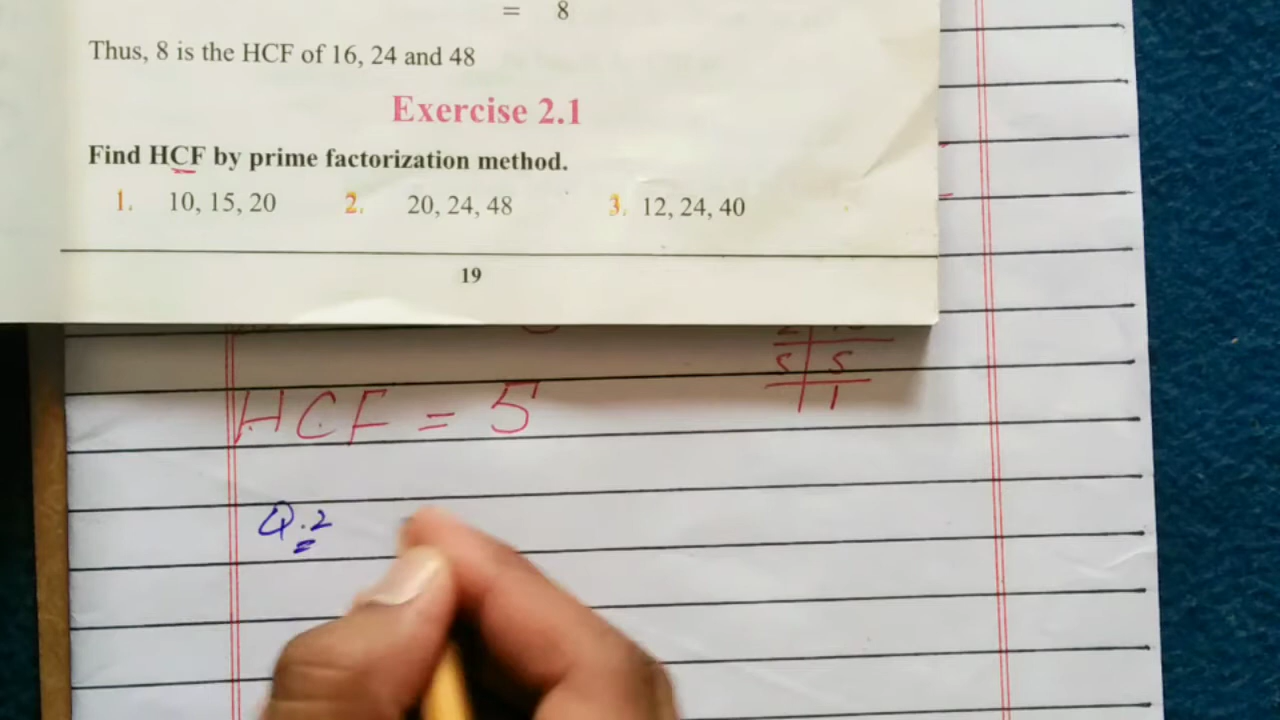 = 8
Thus, 8 is the HCF of 16, 24 and 48
Exercise 2.1
Find HCF by prime factorization method.
1. 10, 15, 20 2. 20, 24, 48 3. 12, 24, 40
19
5 5
1
HCF = 5
Q.2